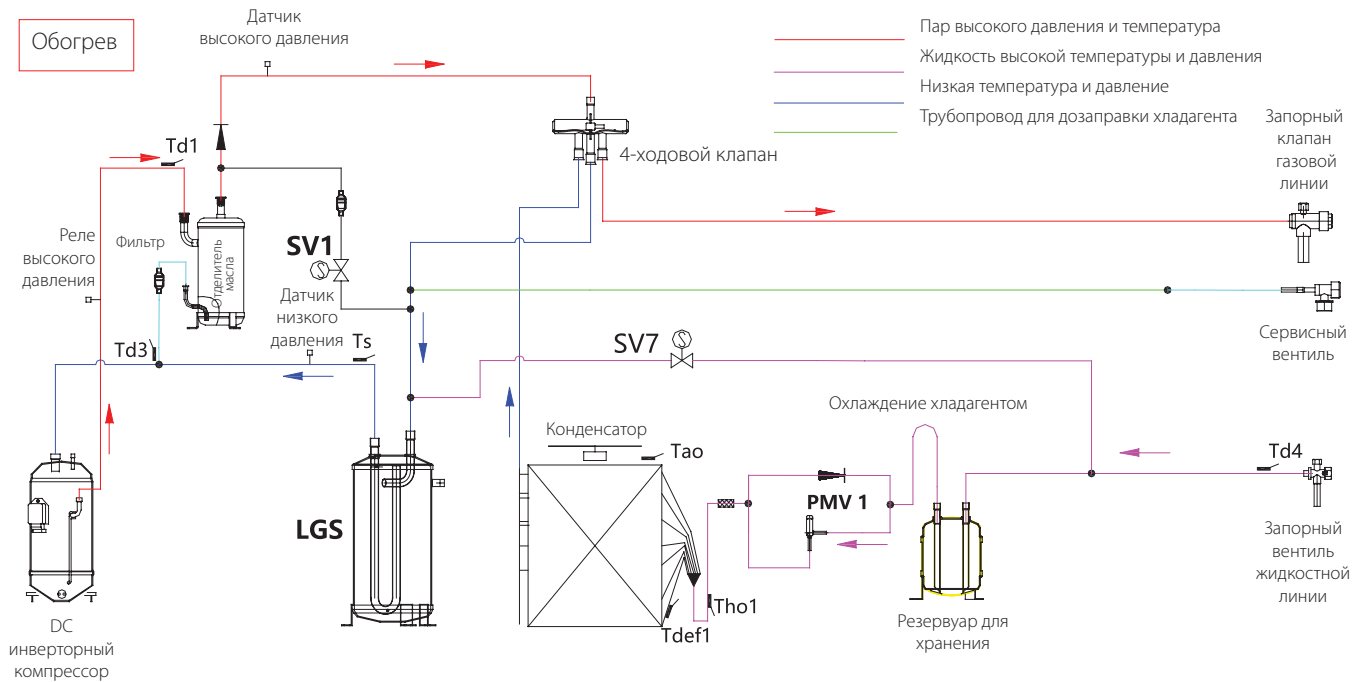 Обогрев
Датчик
высокого давления
Пар высокого давления и температура
Жидкость высокой температуры и давления
Низкая температура и давление
Трубопровод для дозаправки хладагента
Запорный
клапан
газовой
линии
4-ходовой клапан
Td1
Реле
высокого
давления
Фильтр
Отделитель
масла
SV1
Датчик
низкого
давления
Ts
Td3
SV7
Сервисный
вентиль
Охлаждение хладагентом
Конденсатор
Tao
Td4
PMV 1
LGS
Запорный
вентиль
жидкостной
линии
Tho1
Tdef1
Резервуар для
хранения
DC
инверторный
компрессор